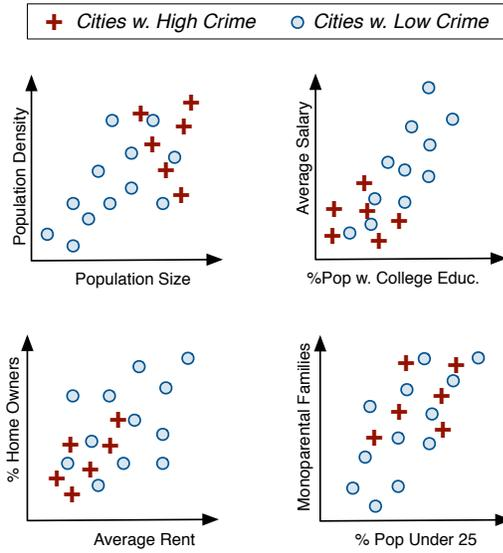 Cities w. High Crime
Cities w. Low Crime
Population Density
Population Size
Average Salary
%Pop w. College Educ.
% Home Owners
Average Rent
Monoparental Families
% Pop Under 25